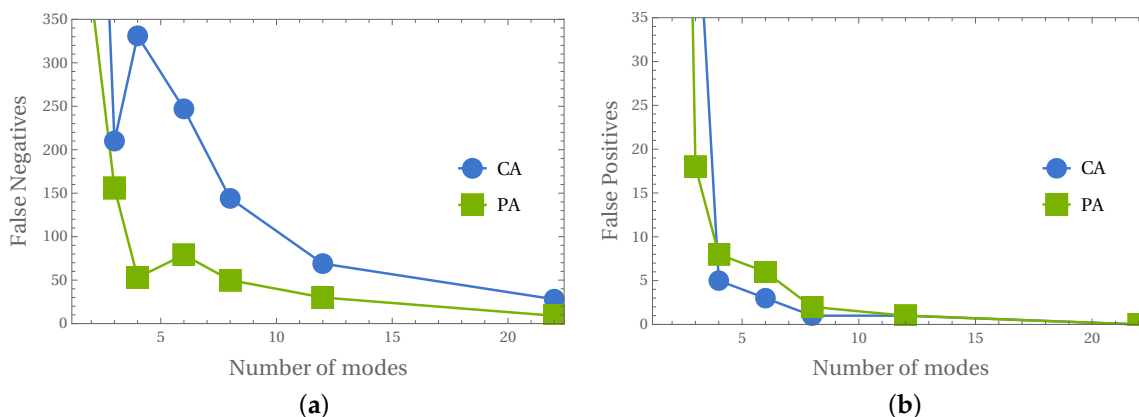 350
300
250
200
150
100
50
0
False Negatives
5 10 15 20
Number of modes
CA
PA
(a)
35
30
25
20
15
10
5
0
False Positives
5 10 15 20
Number of modes
CA
PA
(b)